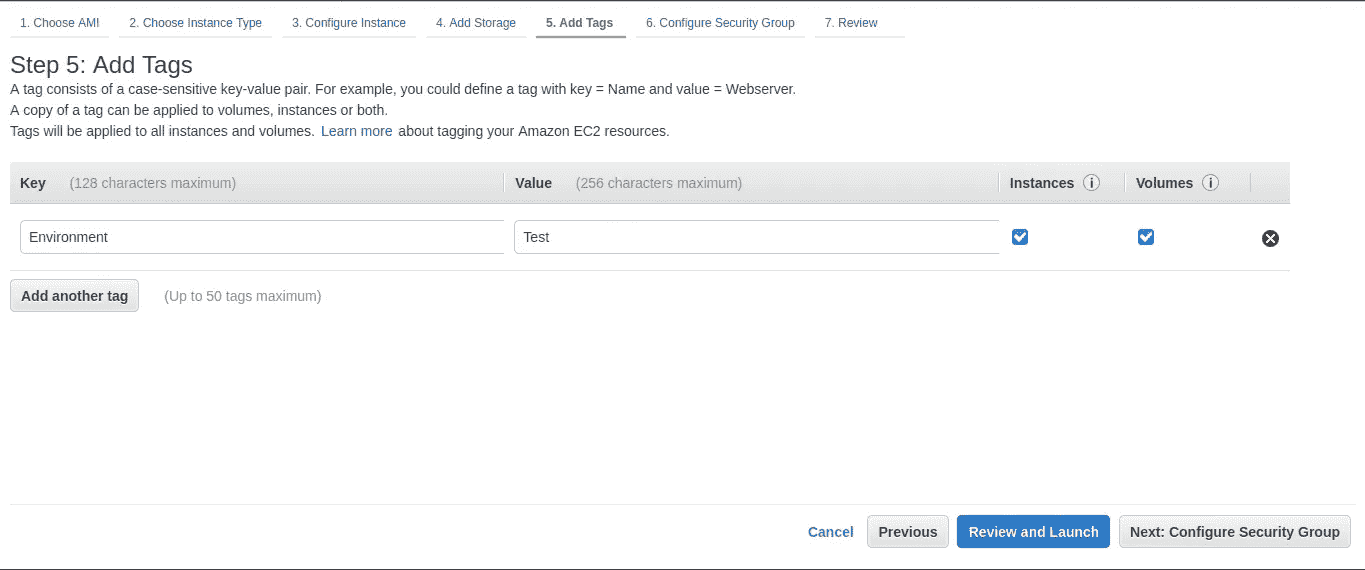 1. Choose AMI 2. Choose Instance Type 3. Configure Instance 4. Add Storage 5. Add Tags 6. Configure Security Group 7. Review
Step 5: Add Tags
A tag consists of a case-sensitive key-value pair. For example, you could define a tag with key = Name and value = Webserver.
A copy of a tag can be applied to volumes, instances or both.
Tags will be applied to all instances and volumes. Learn more about tagging your Amazon EC2 resources.
Key (128 characters maximum) Value (256 characters maximum) Instances i Volumes i
Environment Test
Add another tag (Up to 50 tags maximum)
Cancel Previous Review and Launch Next: Configure Security Group